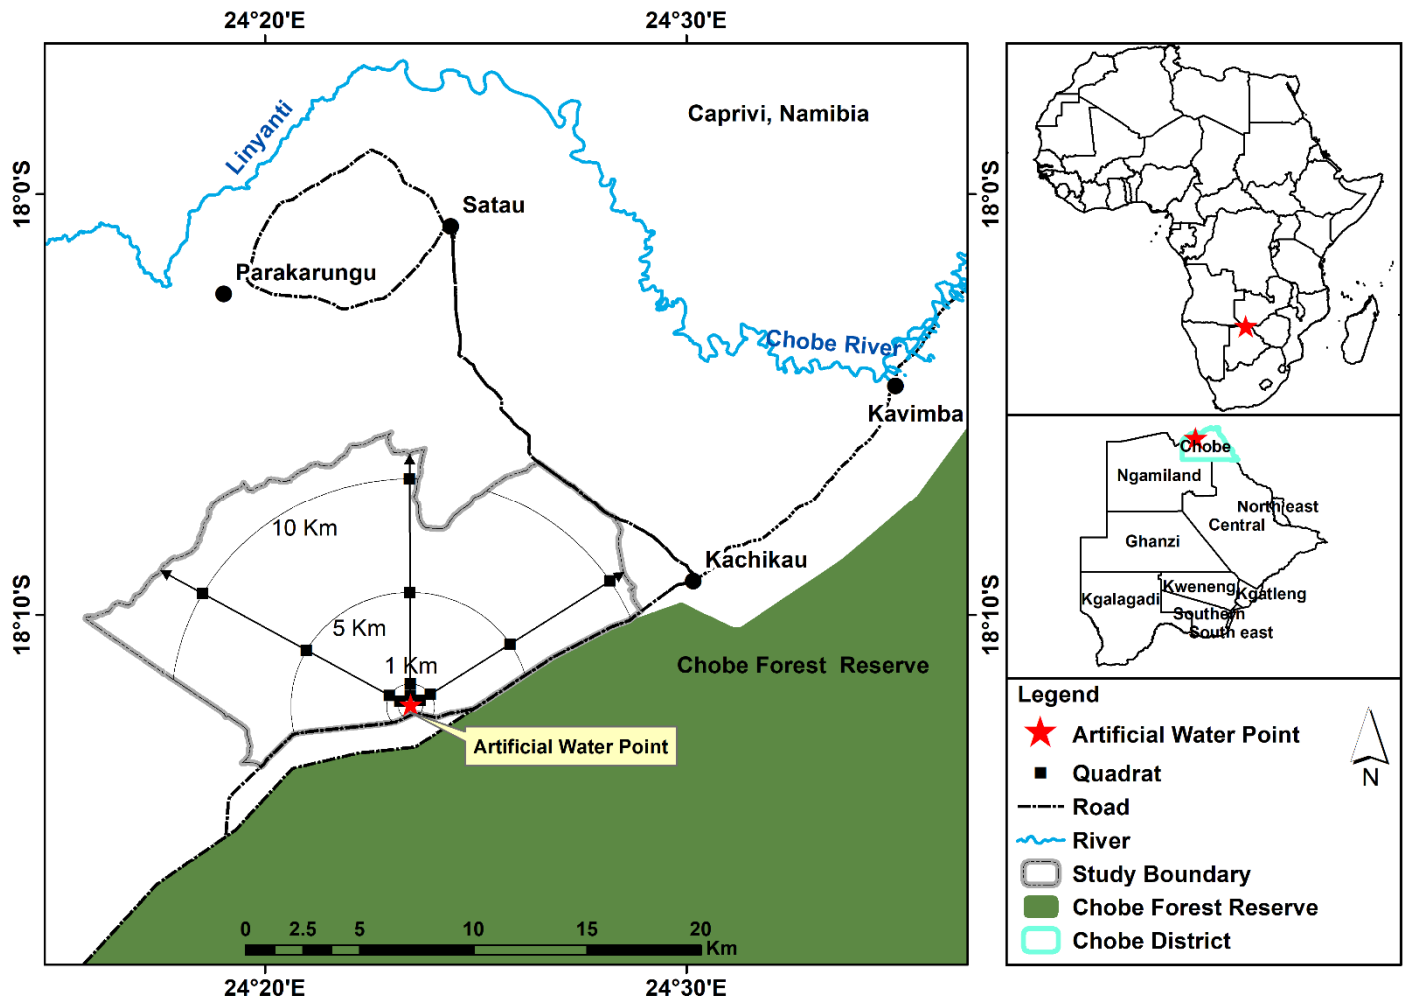 24°20'E
24°30'E
Caprivi, Namibia
Linyanti
18°0'S
18°0'S
Satau
Parakarungu
Chobe River
Kavimba
10 Km
Kachikau
5 Km
18°10'S
18°10'S
1 Km
Chobe Forest Reserve
Artificial Water Point
0 2.5 5 10 15 20
Km
24°20'E
24°30'E
Chobe
Ngamiland
North east
Central
Ghanzi
Kweneng
Kgatleng
Kgalagadi
Southern
South east
Legend
Artificial Water Point
Quadrat
N
Road
River
Study Boundary
Chobe Forest Reserve
Chobe District